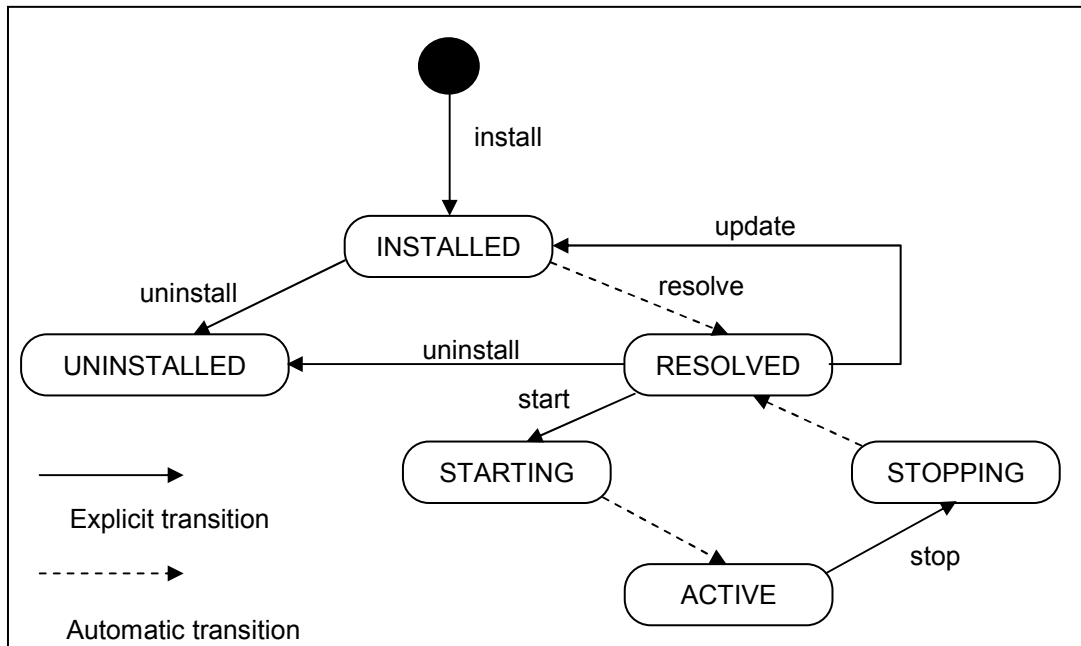 install
INSTALLED
update
resolve
uninstall
UNINSTALLED
uninstall
RESOLVED
start
STARTING
STOPPING
Explicit transition
stop
ACTIVE
Automatic transition